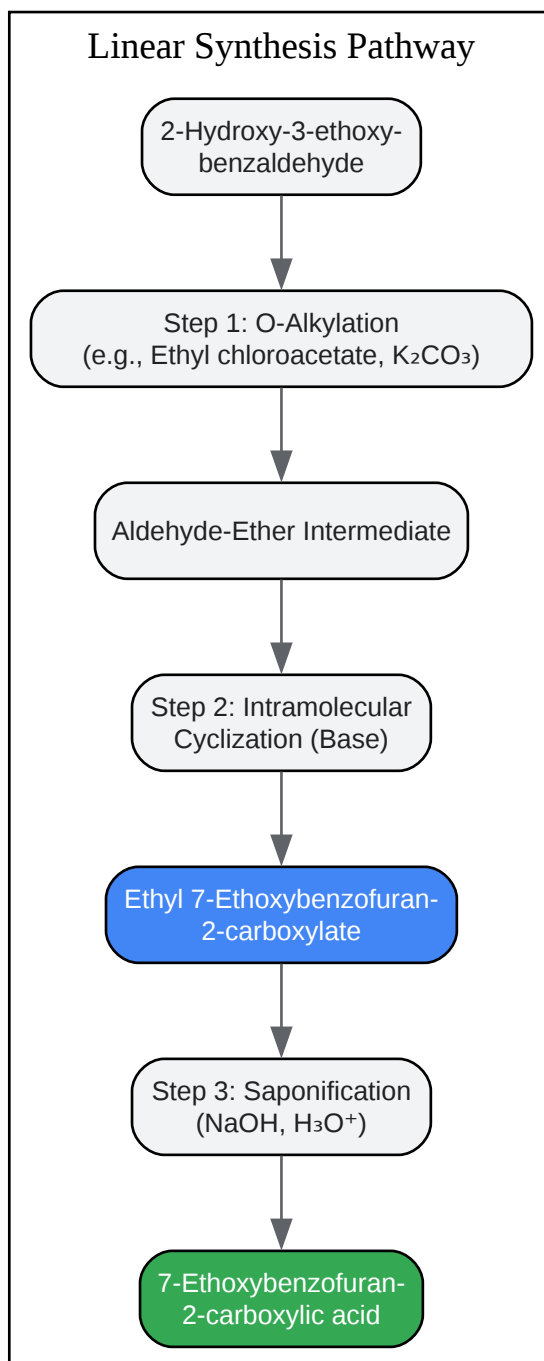 Linear Synthesis Pathway
2-Hydroxy-3-ethoxy-
benzaldehyde
Step 1: O-Alkylation
(e.g., Ethyl chloroacetate, K₂CO₃)
Aldehyde-Ether Intermediate
Step 2: Intramolecular
Cyclization (Base)
Ethyl 7-Ethoxybenzofuran-
2-carboxylate
Step 3: Saponification
(NaOH, H₃O⁺)
7-Ethoxybenzofuran-
2-carboxylic acid